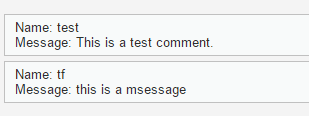 Name: test
Message: This is a test comment.
Name: tf
Message: this is a msessage